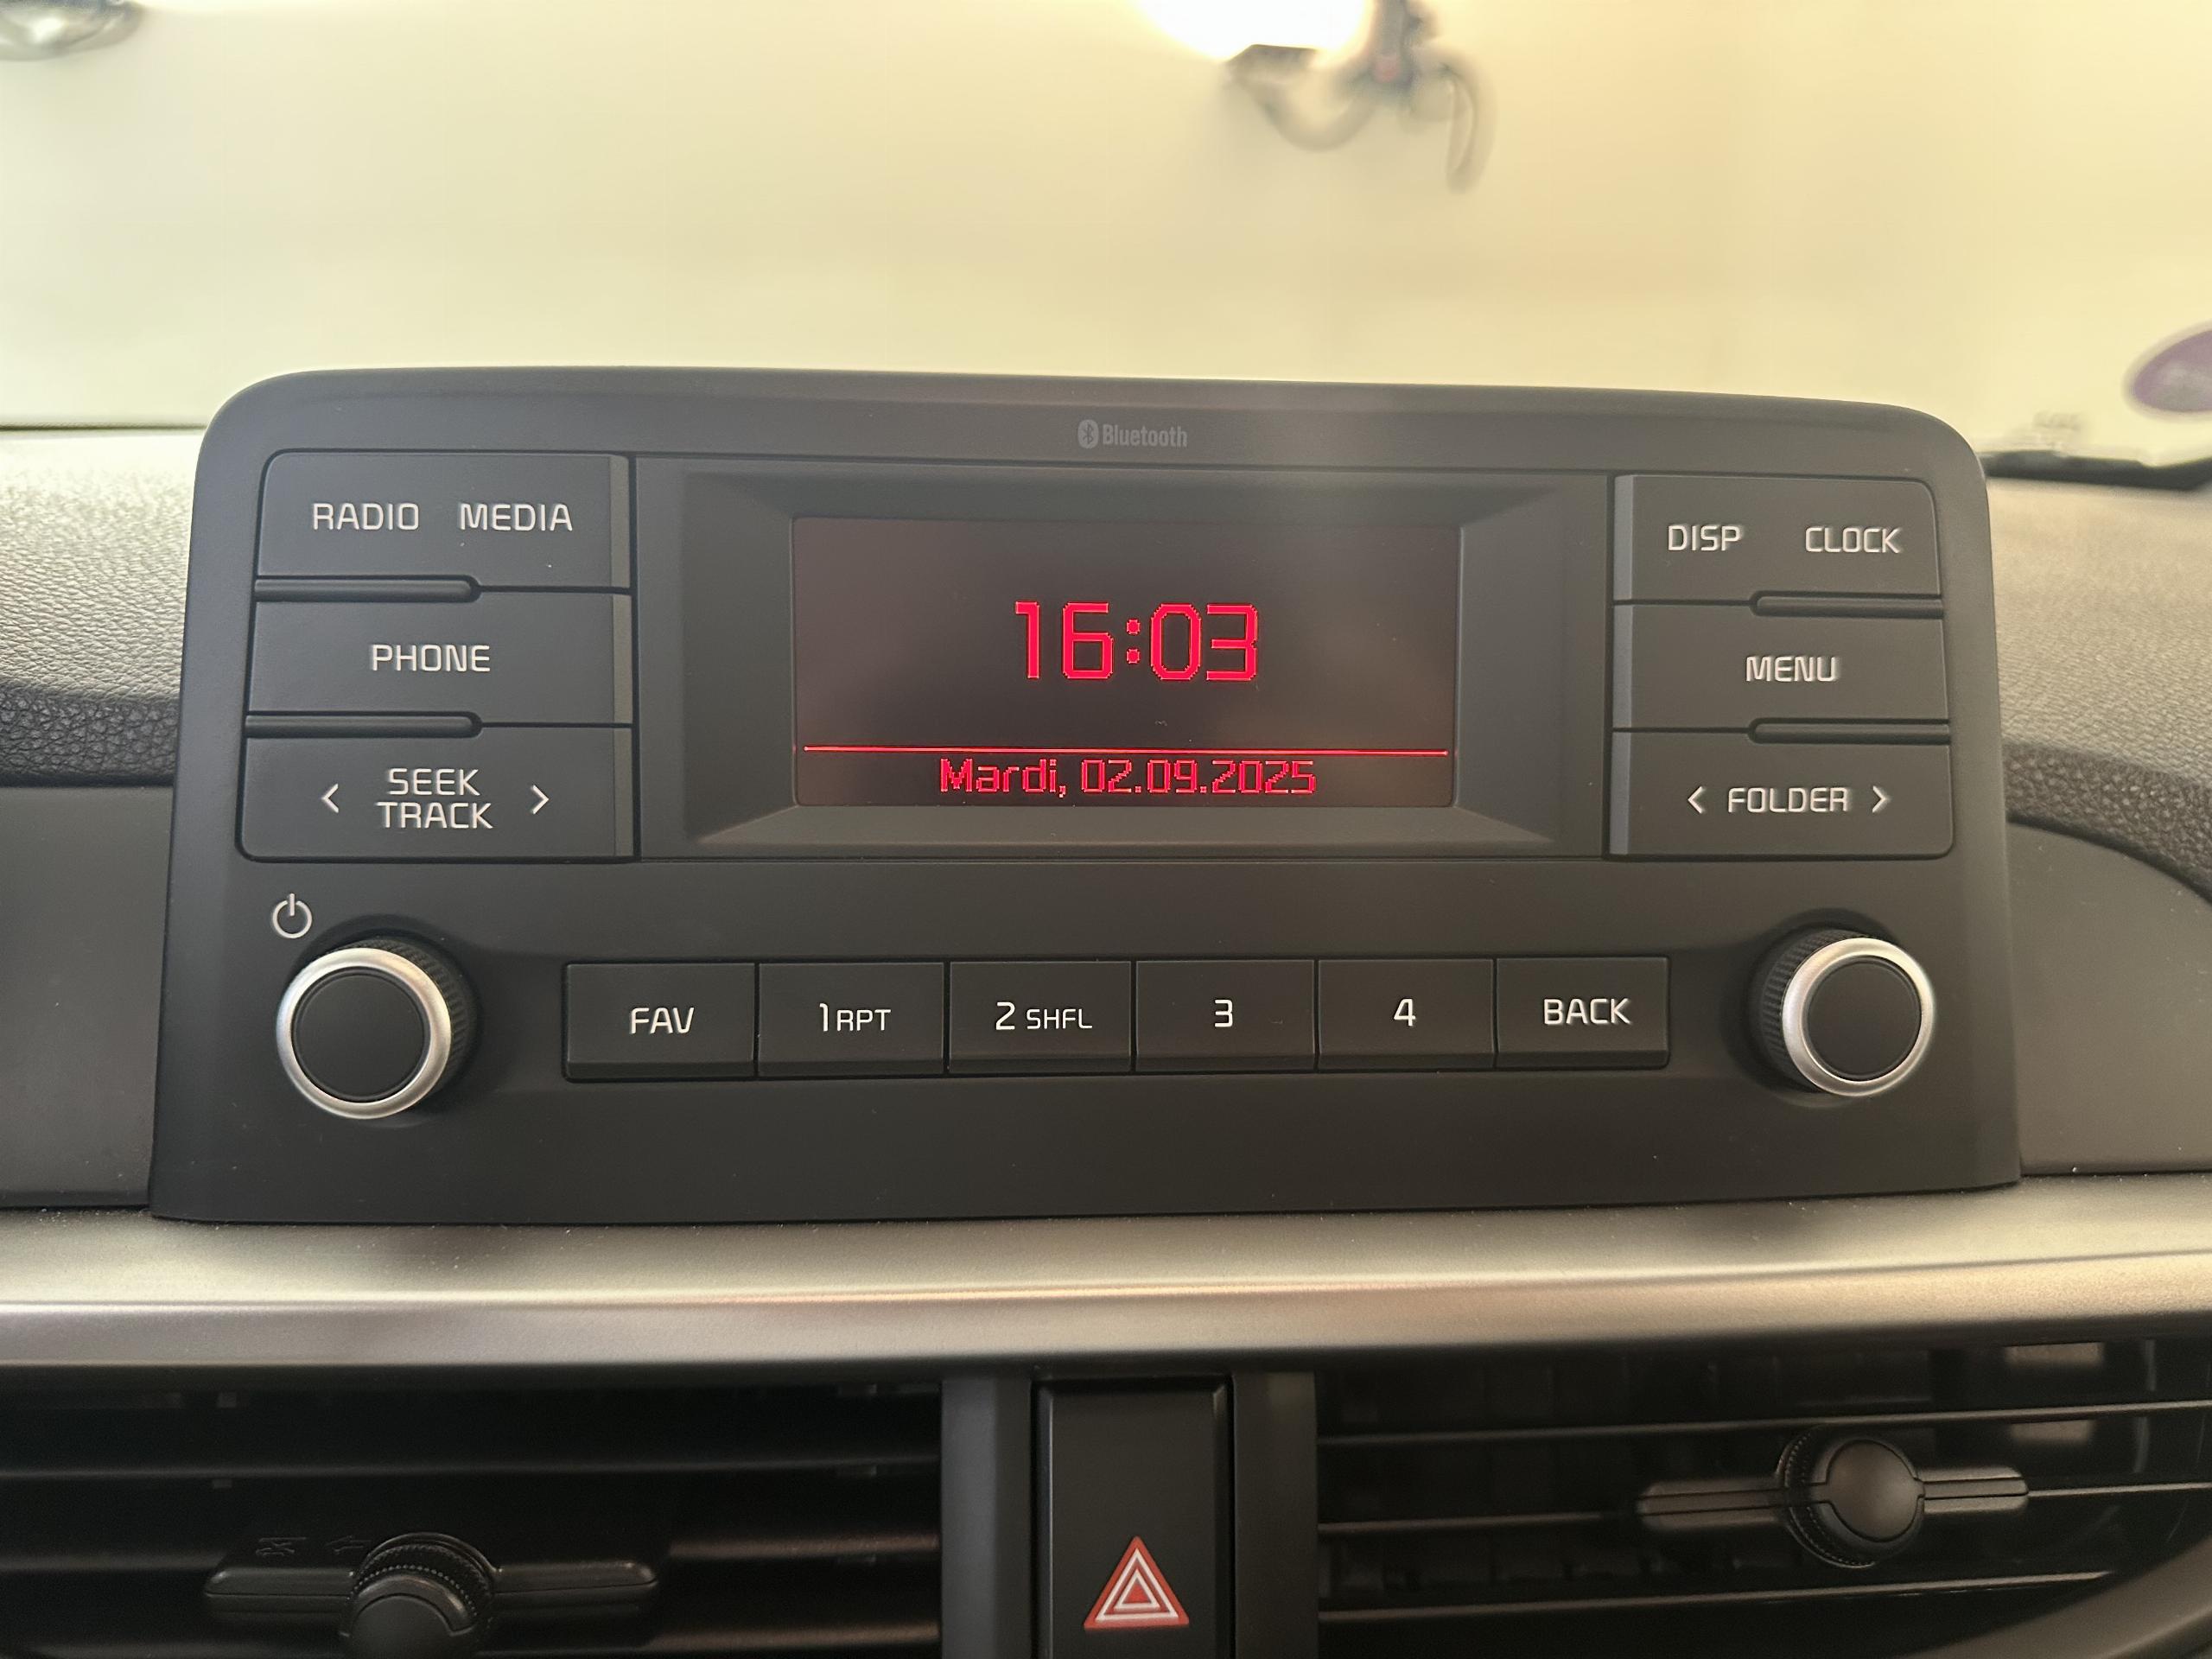 Bluetooth
RADIO MEDIA
DISP CLOCK
16:03
PHONE
MENU
Mardi, 02.09.2025
< SEEK TRACK >
< FOLDER >
FAV
1 RPT
2 SHFL
3
4
BACK